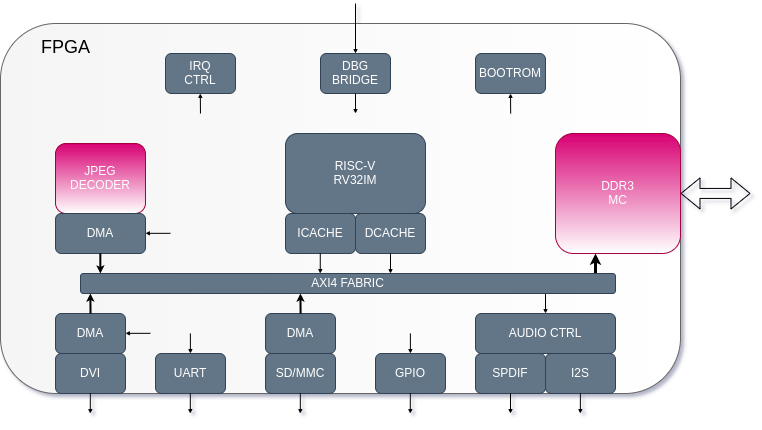 FPGA
IRQ
CTRL
DBG
BRIDGE
BOOTROM
JPEG
DECODER
DMA
RISC-V
RV32IM
ICACHE
DCACHE
DDR3
MC
AXI4 FABRIC
DMA
DVI
UART
DMA
SD/MMC
GPIO
AUDIO CTRL
SPDIF
I2S